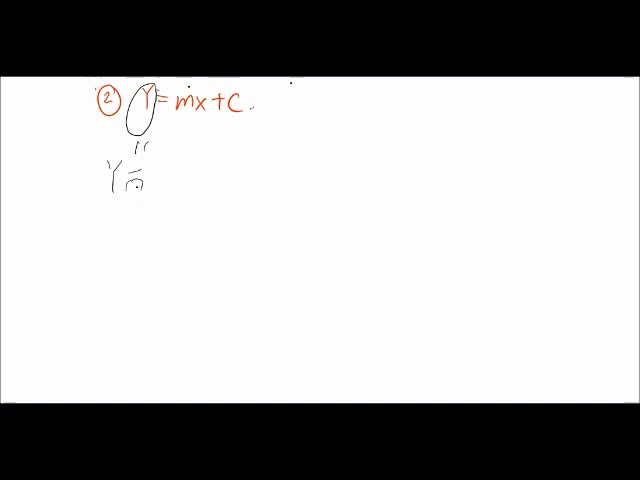 ② Y = mx + C
Y =